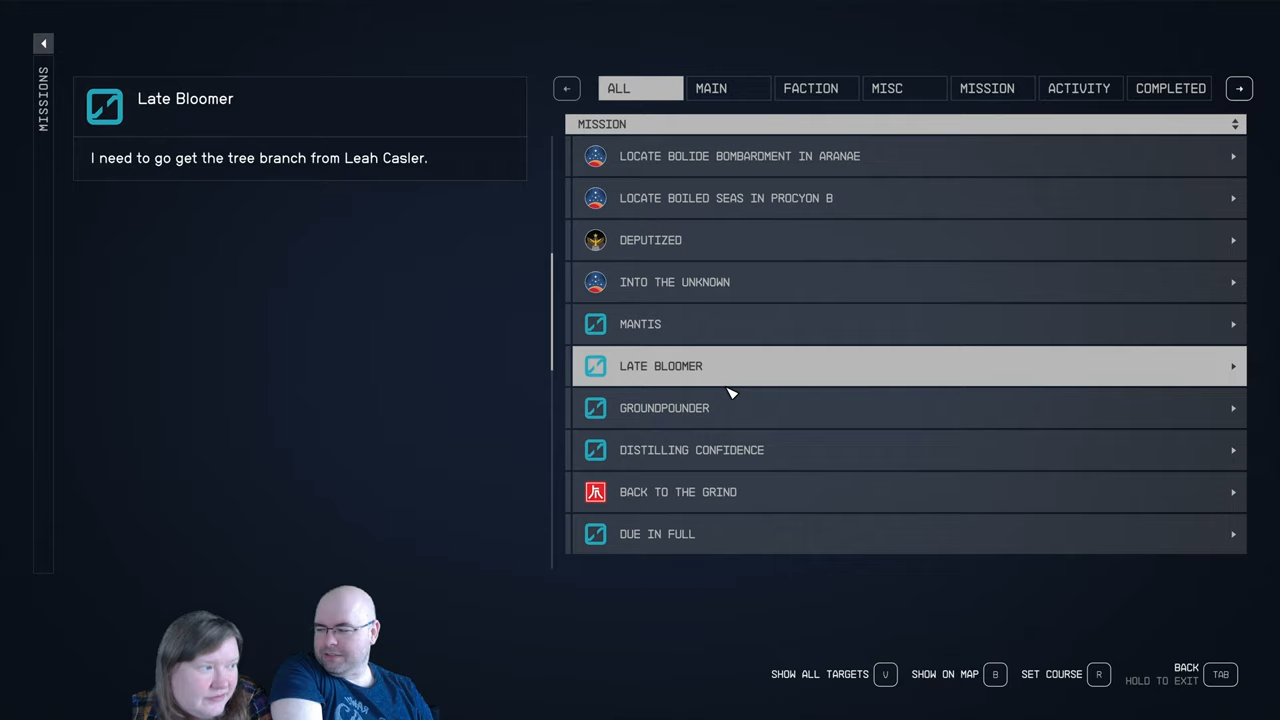 MISSIONS
Late Bloomer
I need to go get the tree branch from Leah Casler.
ALL
MAIN
FACTION
MISC
MISSION
ACTIVITY
COMPLETED
MISSION
LOCATE BOLIDE BOMBARDMENT IN ARANAE
LOCATE BOILED SEAS IN PROCYON B
DEPUTIZED
INTO THE UNKNOWN
MANTIS
LATE BLOOMER
GROUNDPOUNDER
DISTILLING CONFIDENCE
BACK TO THE GRIND
DUE IN FULL
SHOW ALL TARGETS V
SHOW ON MAP B
SET COURSE R
BACK TAB
HOLD TO EXIT